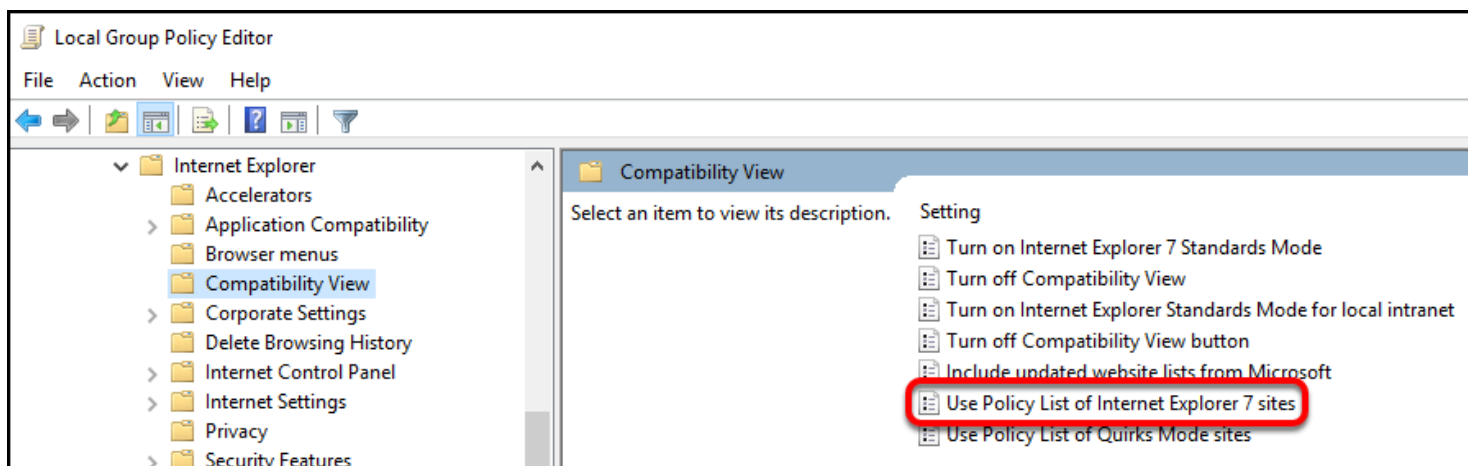 Local Group Policy Editor
File Action View Help
Internet Explorer
Accelerators
Application Compatibility
Browser menus
Compatibility View
Corporate Settings
Delete Browsing History
Internet Control Panel
Internet Settings
Privacy
Security Features
Compatibility View
Select an item to view its description.
Setting
Turn on Internet Explorer 7 Standards Mode
Turn off Compatibility View
Turn on Internet Explorer Standards Mode for local intranet
Turn off Compatibility View button
Include updated website lists from Microsoft
Use Policy List of Internet Explorer 7 sites
Use Policy List of Quirks Mode sites